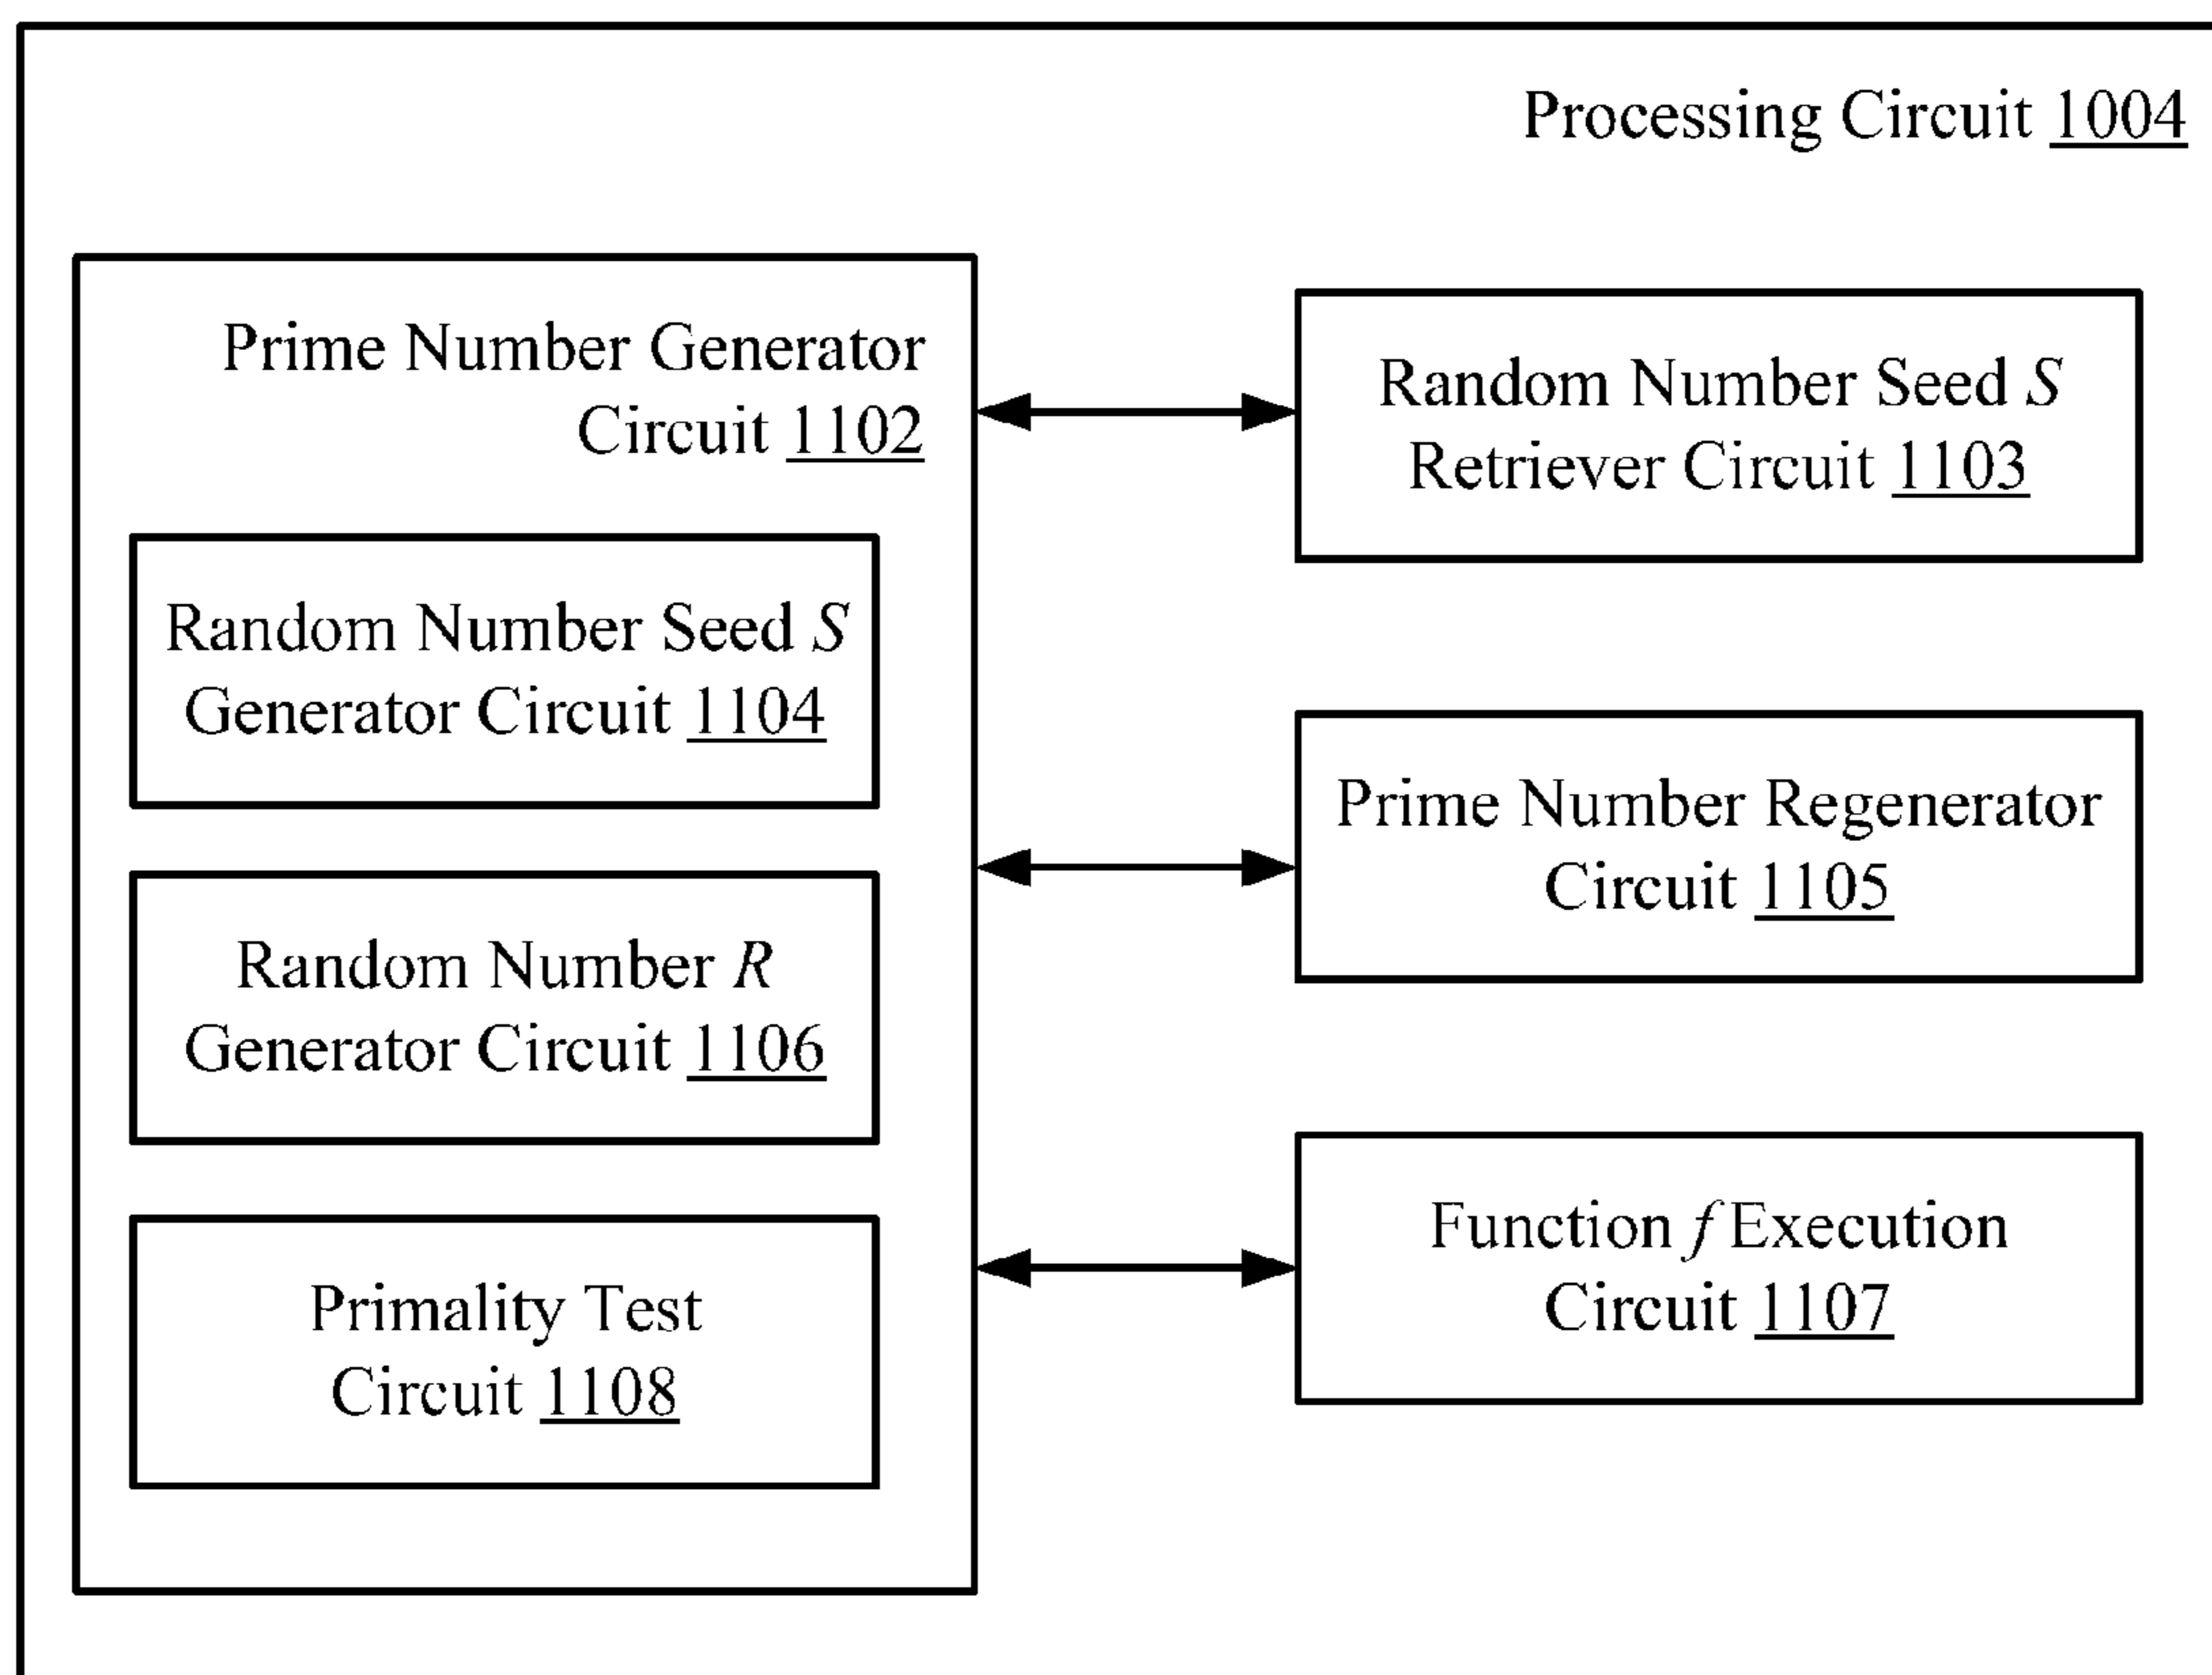 Processing Circuit 1004
Prime Number Generator
Circuit 1102
Random Number Seed S
Generator Circuit 1104
Random Number R
Generator Circuit 1106
Primality Test
Circuit 1108
Random Number Seed S
Retriever Circuit 1103
Prime Number Regenerator
Circuit 1105
Function f Execution
Circuit 1107